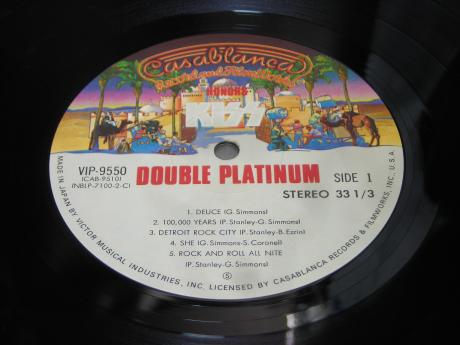 Casablanca
Record and FilmWorks
HONORS
KISS
VIP-9550
(CAB-9510)
(NBLP-7100-2-C)
DOUBLE PLATINUM
SIDE 1
STEREO 33 1/3
1. DEUCE (G. Simmons)
2. 100,000 YEARS (P. Stanley-G. Simmons)
3. DETROIT ROCK CITY (P. Stanley-B. Ezrin)
4. SHE (G. Simmons-S. Coronel)
5. ROCK AND ROLL ALL NITE
(P. Stanley-G. Simmons)
S
MADE IN JAPAN BY VICTOR MUSICAL INDUSTRIES, INC. LICENSED BY CASABLANCA RECORDS & FILMWORKS, INC., U.S.A.